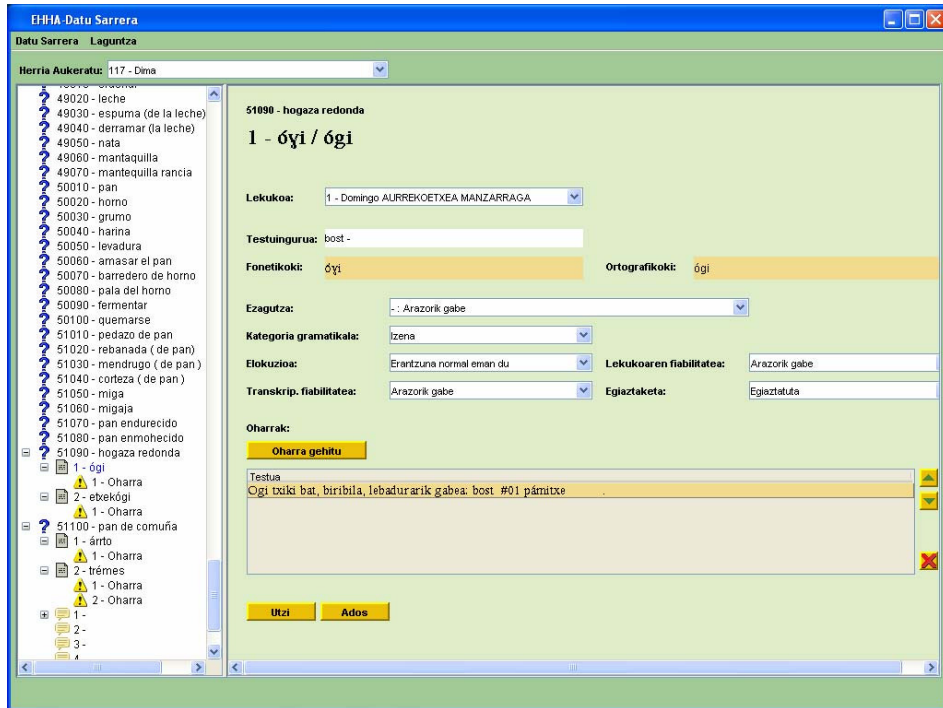 EHHA-Datu Sarrera
Datu Sarrera Laguntza
Herria Aukeratu: 117 - Dima
49020 - leche
49030 - espuma (de la leche)
49040 - derramar (la leche)
49050 - nata
49060 - mantaquilla
49070 - mantequilla rancia
50010 - pan
50020 - horno
50030 - grumo
50040 - harina
50050 - levadura
50060 - amasar el pan
50070 - barredero de horno
50080 - pala del horno
50090 - fermentar
50100 - quemarse
51010 - pedazo de pan
51020 - rebanada ( de pan)
51030 - mendrugo ( de pan )
51040 - corteza ( de pan )
51050 - miga
51060 - migaja
51070 - pan endurecido
51080 - pan enmohecido
51090 - hogaza redonda
1 - ógi
1 - Oharra
2 - etxekógi
1 - Oharra
51100 - pan de comuña
1 - árrto
1 - Oharra
2 - trémes
1 - Oharra
2 - Oharra
1 -
2 -
3 -
51090 - hogaza redonda
1 - óɣi / ógi
Lekukoa: 1 - Domingo AURREKOETXEA MANZARRAGA
Testuingurua: bost -
Fonetikoki: óɣi Ortografikoki: ógi
Ezagutza: - : Arazorik gabe
Kategoria gramatikala: Izena
Elokuzioa: Erantzuna normal eman du Lekukoaren fiabilitatea: Arazorik gabe
Transkrip. fiabilitatea: Arazorik gabe Egiaztaketa: Egiaztatuta
Oharrak:
Oharra gehitu
Testua
Ogi txiki bat, biribila, lebadurarik gabea: bost #01 pámitxe .
Utzi Ados